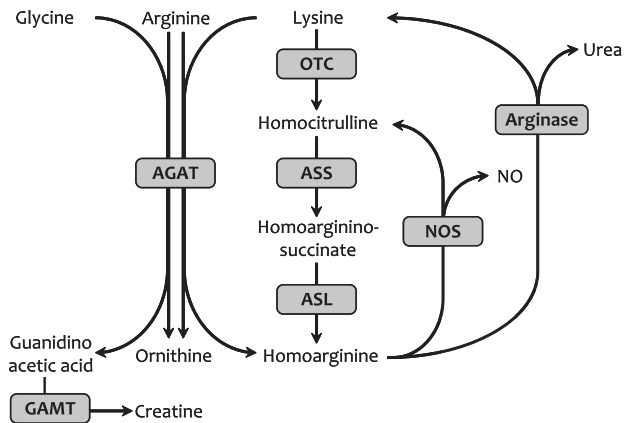 Glycine
Arginine
Lysine
Urea
OTC
Arginase
Homocitrulline
AGAT
ASS
NO
Homoarginino-
succinate
NOS
ASL
Guanidino
acetic acid
Ornithine
Homoarginine
GAMT
Creatine